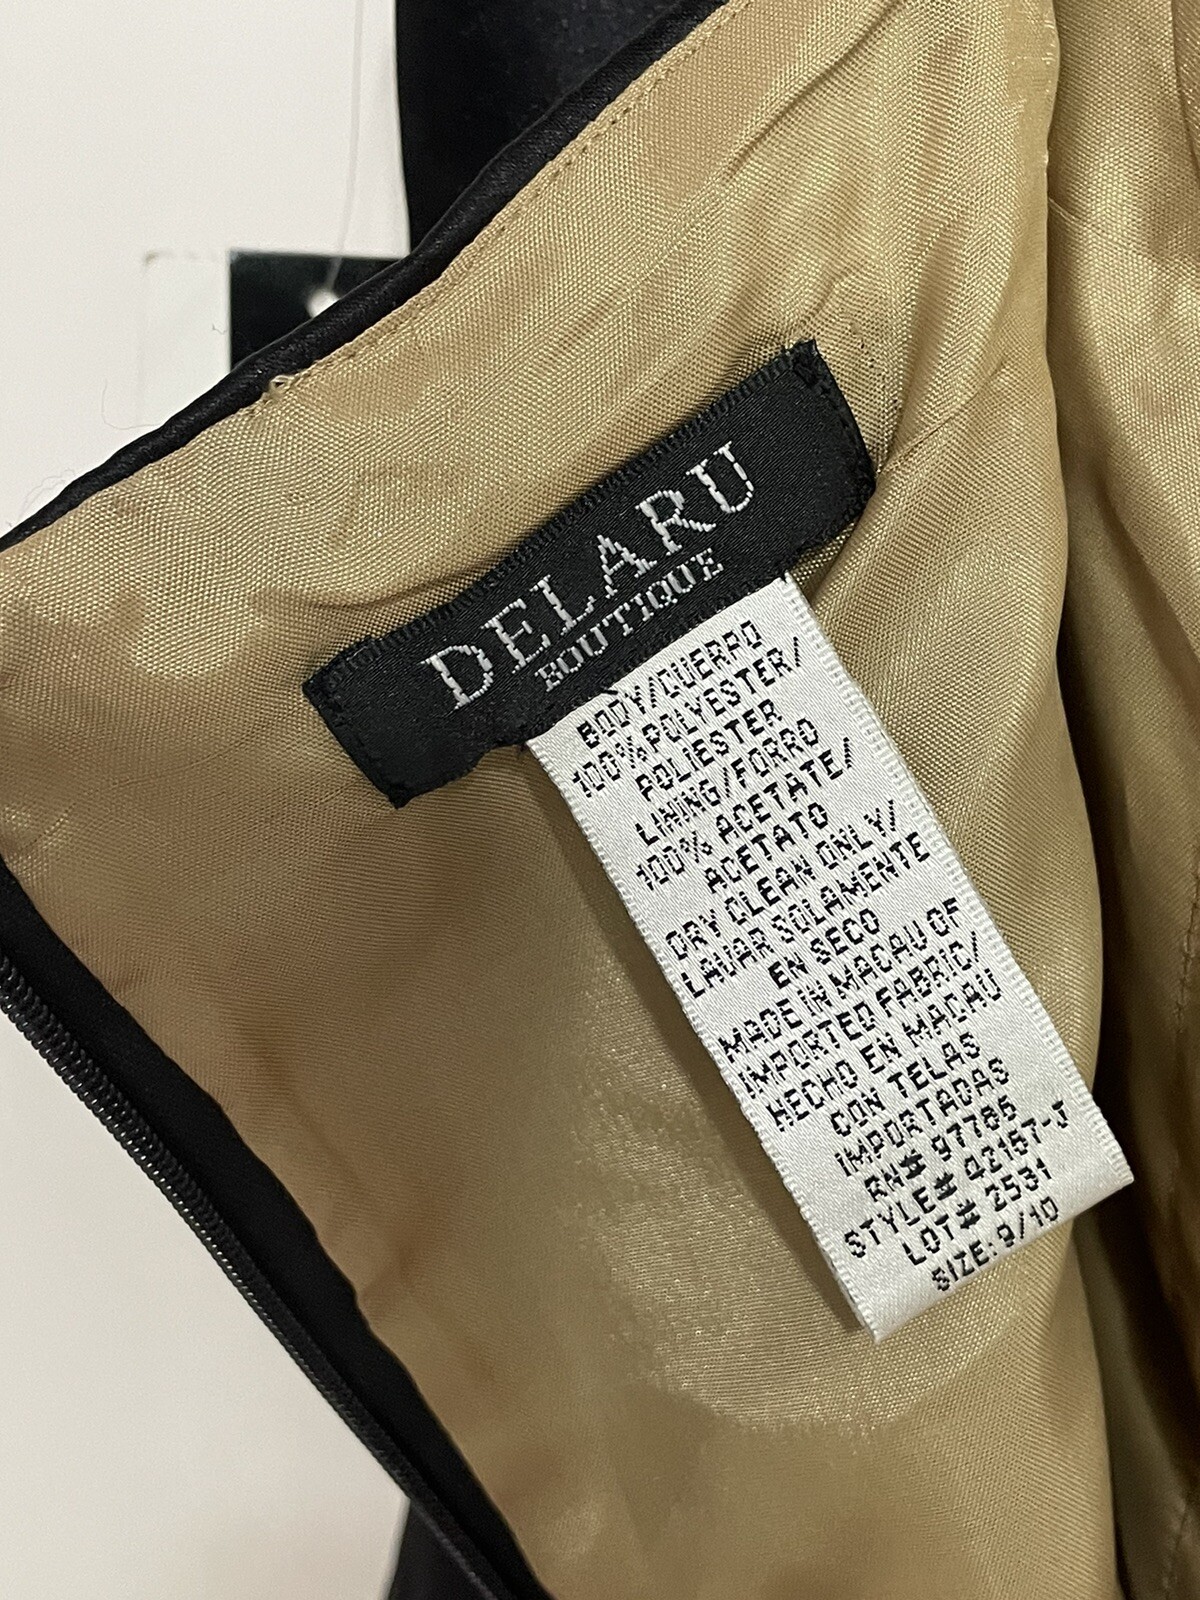 DELARU
BOUTIQUE
BODY/CUERPO
100% POLYESTER/
POLIESTER
LINING/FORRO
100% ACETATE/
ACETATO
DRY CLEAN ONLY/
LAVAR SOLAMENTE
EN SECO
MADE IN MACAU OF
IMPORTED FABRIC/
HECHO EN MACAU
CON TELAS
IMPORTADAS
RN# 97785
STYLE# 42157-J
LOT# 2531
SIZE: 9/10